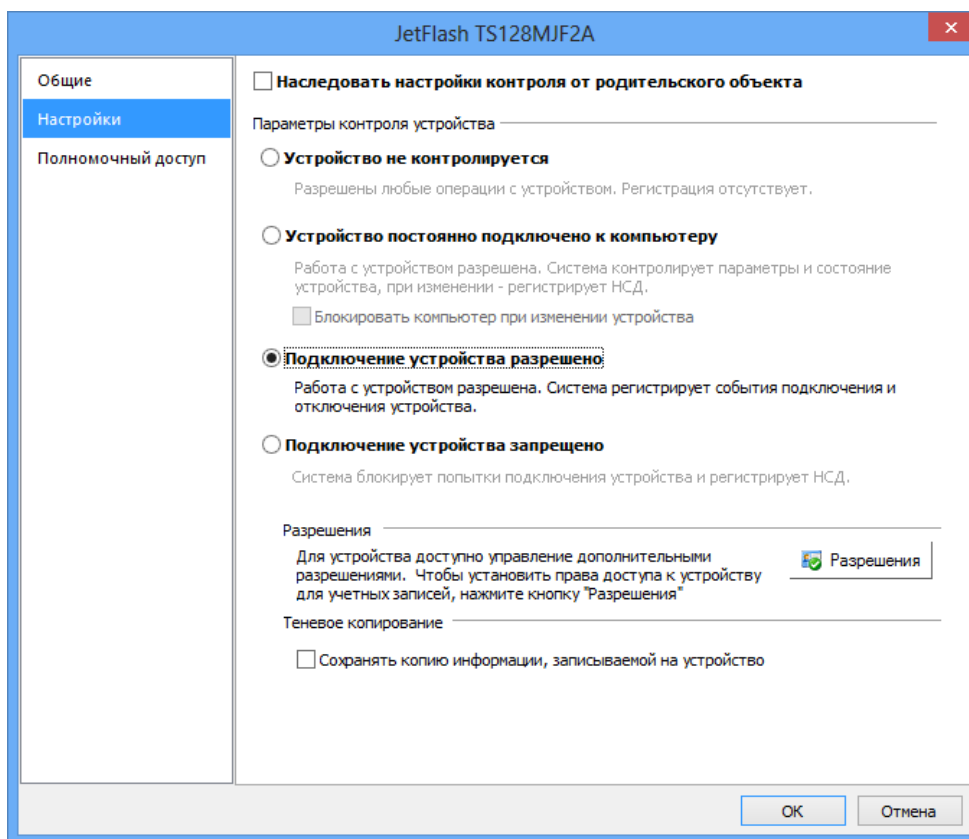 JetFlash TS128MJF2A
Общие
Настройки
Полномочный доступ
Наследовать настройки контроля от родительского объекта
Параметры контроля устройства
Устройство не контролируется
Разрешены любые операции с устройством. Регистрация отсутствует.
Устройство постоянно подключено к компьютеру
Работа с устройством разрешена. Система контролирует параметры и состояние
устройства, при изменении - регистрирует НСД.
Блокировать компьютер при изменении устройства
Подключение устройства разрешено
Работа с устройством разрешена. Система регистрирует события подключения и
отключения устройства.
Подключение устройства запрещено
Система блокирует попытки подключения устройства и регистрирует НСД.
Разрешения
Для устройства доступно управление дополнительными
разрешениями. Чтобы установить права доступа к устройству
для учетных записей, нажмите кнопку "Разрешения"
Разрешения
Теневое копирование
Сохранять копию информации, записываемой на устройство
ОК
Отмена